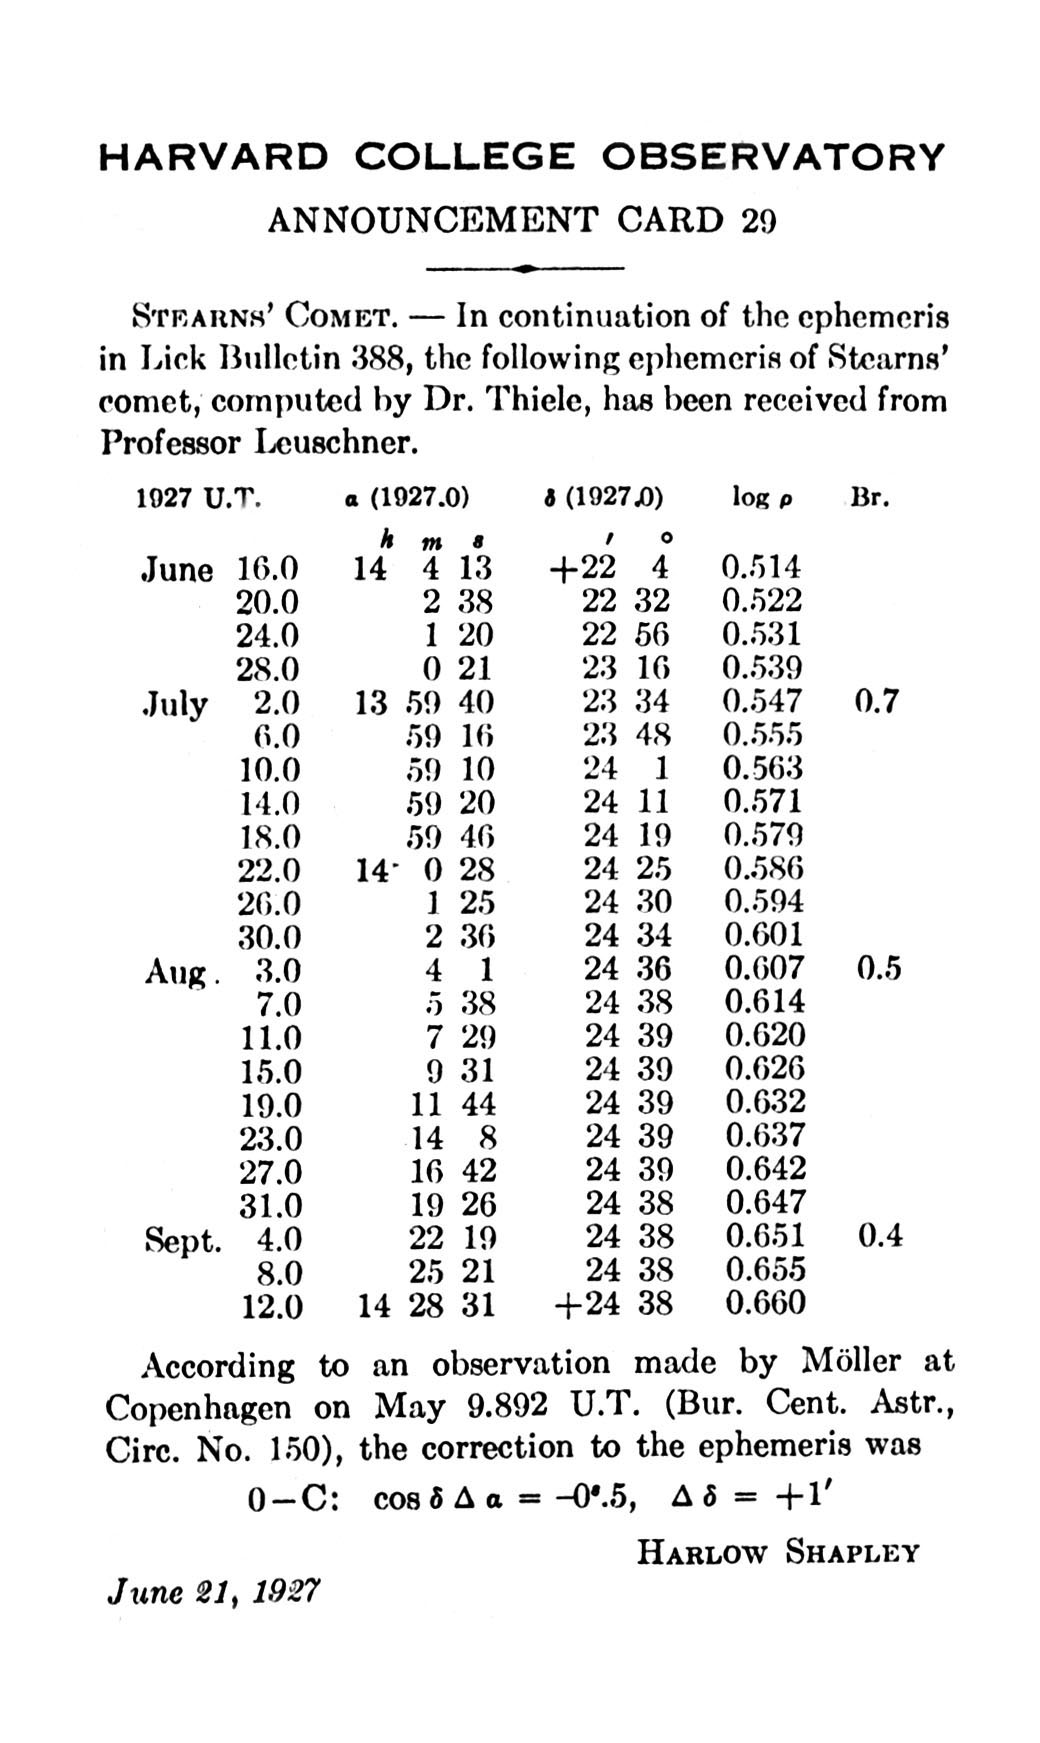 HARVARD COLLEGE OBSERVATORY
ANNOUNCEMENT CARD 29
STEARNS' COMET. — In continuation of the ephemeris
in Lick Bulletin 388, the following ephemeris of Stearns'
comet, computed by Dr. Thiele, has been received from
Professor Leuschner.
1927 U.T. α (1927.0) δ (1927.0) log ρ Br.
h m s ′ °
June 16.0 14 4 13 +22 4 0.514
20.0 2 38 22 32 0.522
24.0 1 20 22 56 0.531
28.0 0 21 23 16 0.539
July 2.0 13 59 40 23 34 0.547 0.7
6.0 59 16 23 48 0.555
10.0 59 10 24 1 0.563
14.0 59 20 24 11 0.571
18.0 59 46 24 19 0.579
22.0 14 0 28 24 25 0.586
26.0 1 25 24 30 0.594
30.0 2 36 24 34 0.601
Aug. 3.0 4 1 24 36 0.607 0.5
7.0 5 38 24 38 0.614
11.0 7 29 24 39 0.620
15.0 9 31 24 39 0.626
19.0 11 44 24 39 0.632
23.0 14 8 24 39 0.637
27.0 16 42 24 39 0.642
31.0 19 26 24 38 0.647
Sept. 4.0 22 19 24 38 0.651 0.4
8.0 25 21 24 38 0.655
12.0 14 28 31 +24 38 0.660
According to an observation made by Möller at
Copenhagen on May 9.892 U.T. (Bur. Cent. Astr.,
Circ. No. 150), the correction to the ephemeris was
0–C: cos δ Δ α = –0ˢ.5, Δ δ = +1′
HARLOW SHAPLEY
June 21, 1927